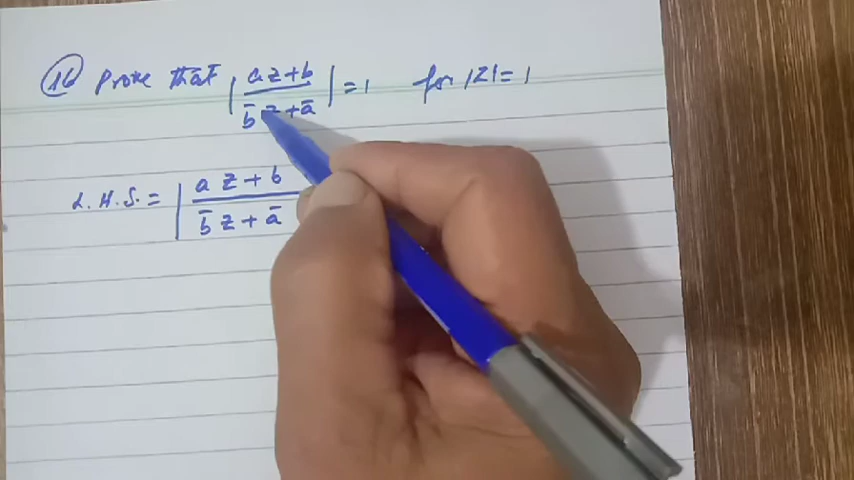 16 Prove that | az+b / b̄z+ā | = 1 for |Z|= 1
L.H.S. = | az+b / b̄z+ā